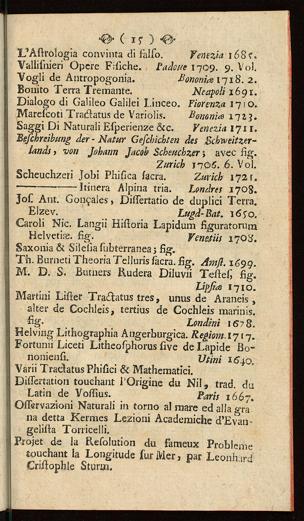 ( 15 )
L'Astrologia convinta di falso. Venezia 1685.
Vallisnieri Opere Fisiche. Padoue 1709. 9. Vol.
Vogli de Antropogonia. Bononiæ 1718. 2.
Bonito Terra Tremante. Neapoli 1691.
Dialogo di Galileo Galilei Linceo. Fiorenza 1710.
Marescoti Tractatus de Variolis. Bononiæ 1723.
Saggi Di Naturali Esperienze &c. Venezia 1711.
Beschreibung der - Natur Geschichten des Schweitzer-
lands, von Johann Jacob Scheuchzer; avec fig.
Zurich 1706. 6. Vol.
Scheuchzeri Jobi Phisica sacra. Zurich 1721.
——— Itinera Alpina tria. Londres 1708.
Jos. Ant. Gonçales, Dissertatio de duplici Terra.
Elzev. Lugd-Bat. 1650.
Caroli Nic. Langii Historia Lapidum figuratorum
Helvetiæ. fig. Venetiis 1708.
Saxonia & Silesia subterranea; fig.
Th. Burneti Theoria Telluris sacra. fig. Amst. 1699.
M. D. S. Butners Rudera Diluvii Testes, fig.
Lipsiæ 1710.
Martini Lister Tractatus tres, unus de Araneis,
alter de Cochleis, tertius de Cochleis marinis.
fig. Londini 1678.
Helving Lithographia Angerburgica. Regiom. 1717.
Fortunii Liceti Litheosphorus sive de Lapide Bo-
noniensi. Utini 1640.
Varii Tractatus Phisici & Mathematici.
Dissertation touchant l'Origine du Nil, trad. du
Latin de Vossius. Paris 1667.
Osservazioni Naturali in torno al mare ed alla gra
na detta Kermes Lezioni Academiche d'Evan-
gelista Torricelli.
Projet de la Resolution du fameux Probleme
touchant la Longitude sur Mer, par Leonhard
Cristophle Sturm.